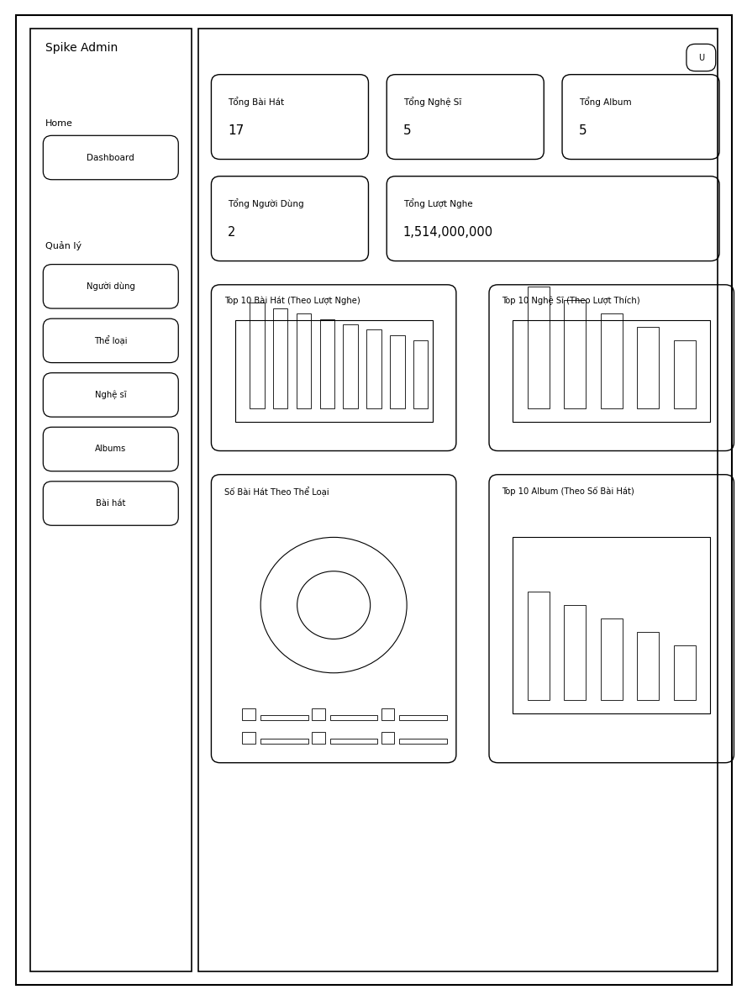 Spike Admin
U
Home
Dashboard
Quản lý
Người dùng
Thể loại
Nghệ sĩ
Albums
Bài hát
Tổng Bài Hát
17
Tổng Nghệ Sĩ
5
Tổng Album
5
Tổng Người Dùng
2
Tổng Lượt Nghe
1,514,000,000
Top 10 Bài Hát (Theo Lượt Nghe)
Top 10 Nghệ Sĩ (Theo Lượt Thích)
Số Bài Hát Theo Thể Loại
Top 10 Album (Theo Số Bài Hát)